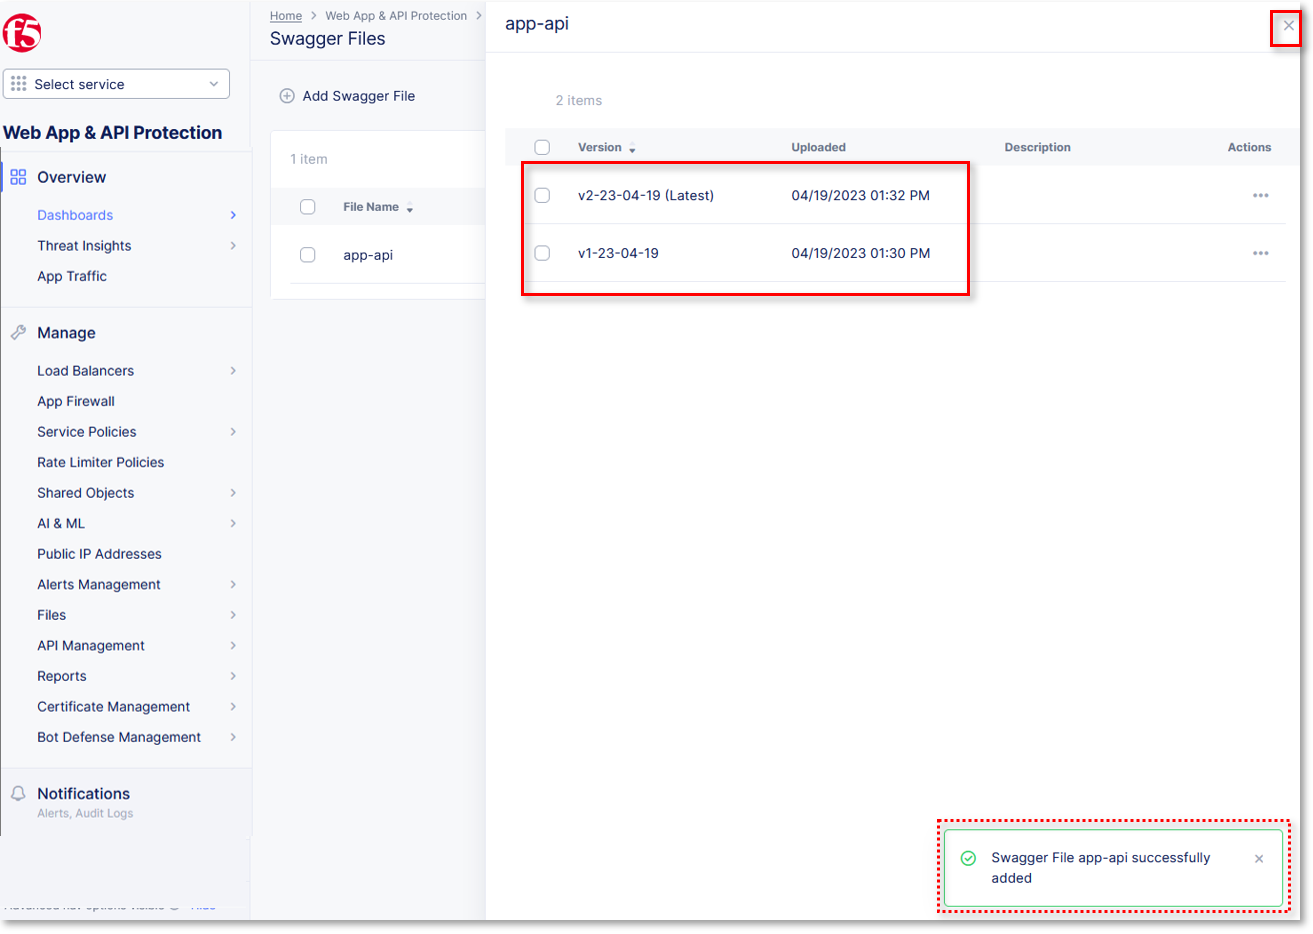 f5
Select service
Web App & API Protection
Overview
Dashboards
Threat Insights
App Traffic
Manage
Load Balancers
App Firewall
Service Policies
Rate Limiter Policies
Shared Objects
AI & ML
Public IP Addresses
Alerts Management
Files
API Management
Reports
Certificate Management
Bot Defense Management
Notifications
Alerts, Audit Logs
Home > Web App & API Protection >
Swagger Files
Add Swagger File
1 item
File Name
app-api
app-api
2 items
Version Uploaded Description Actions
v2-23-04-19 (Latest) 04/19/2023 01:32 PM
v1-23-04-19 04/19/2023 01:30 PM
Swagger File app-api successfully
added